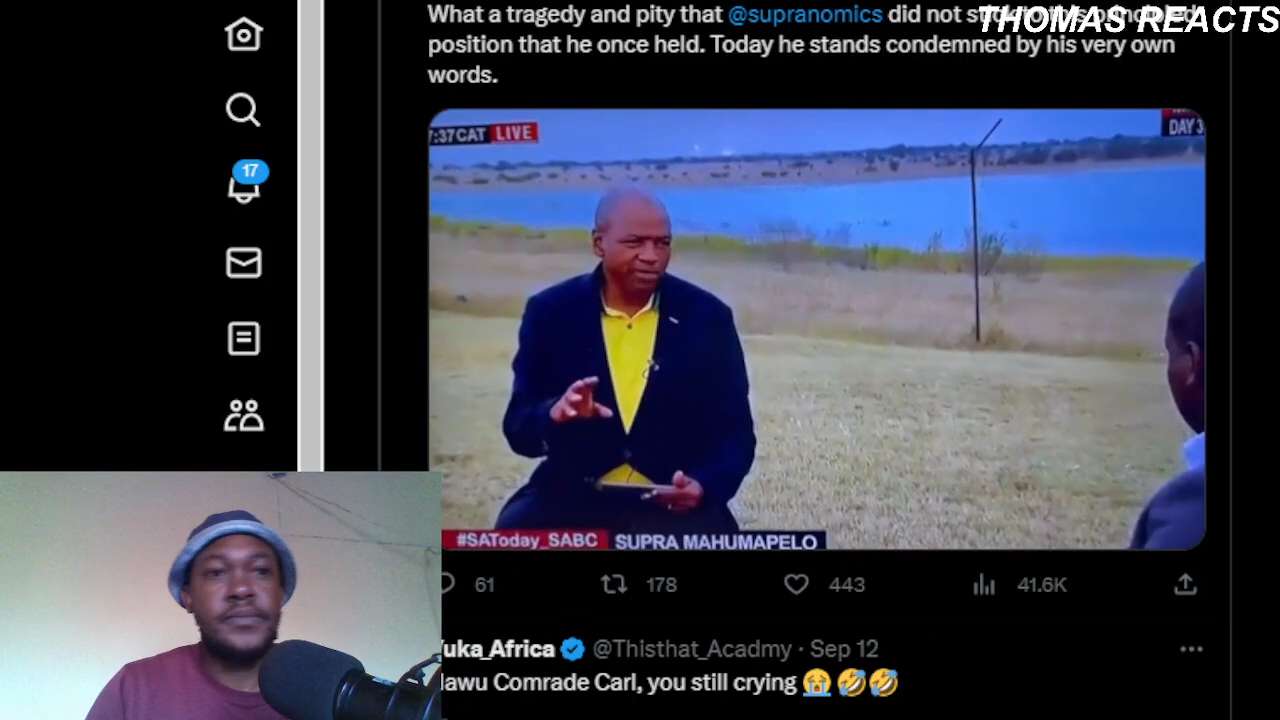 THOMAS REACTS
What a tragedy and pity that @supranomics did not
position that he once held. Today he stands condemned by his very own
words.
:37CAT LIVE
DAY 3
17
#SAToday_SABC SUPRA MAHUMAPELO
61 178 443 41.6K
uka_Africa @Thisthat_Acadmy · Sep 12
Comrade Carl, you still crying 😭🤣🤣